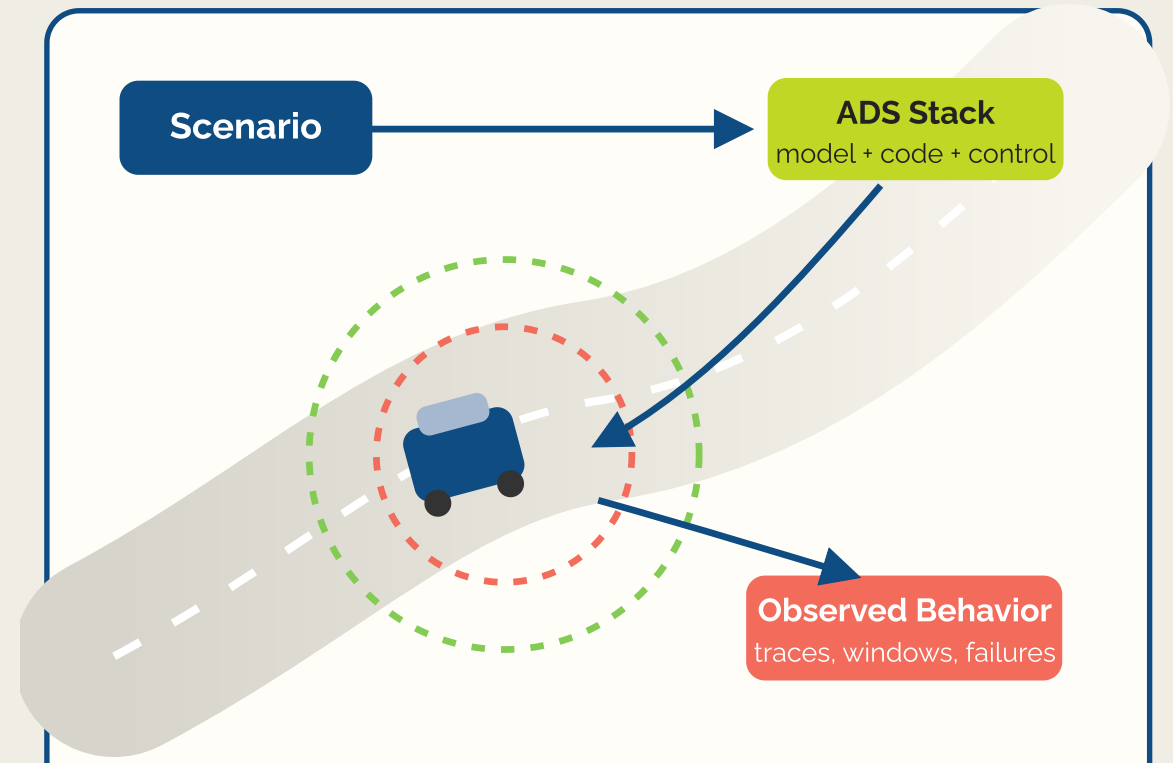 Scenario
ADS Stack
model + code + control
Observed Behavior
traces, windows, failures